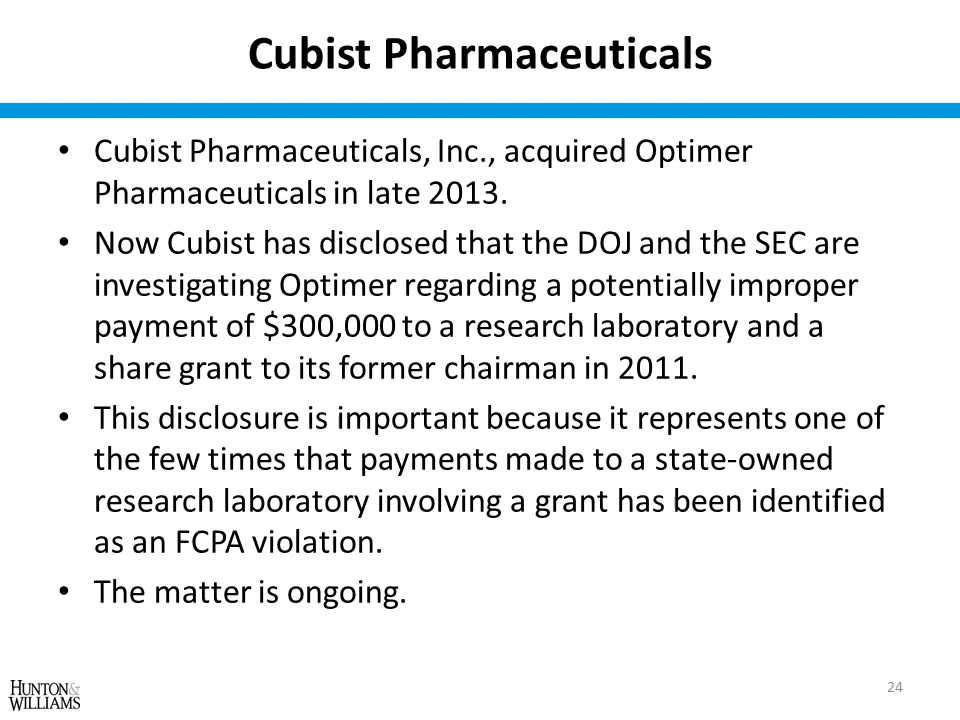 Cubist Pharmaceuticals
• Cubist Pharmaceuticals, Inc., acquired Optimer
Pharmaceuticals in late 2013.
• Now Cubist has disclosed that the DOJ and the SEC are
investigating Optimer regarding a potentially improper
payment of $300,000 to a research laboratory and a
share grant to its former chairman in 2011.
• This disclosure is important because it represents one of
the few times that payments made to a state-owned
research laboratory involving a grant has been identified
as an FCPA violation.
• The matter is ongoing.
HUNTON&
WILLIAMS
24